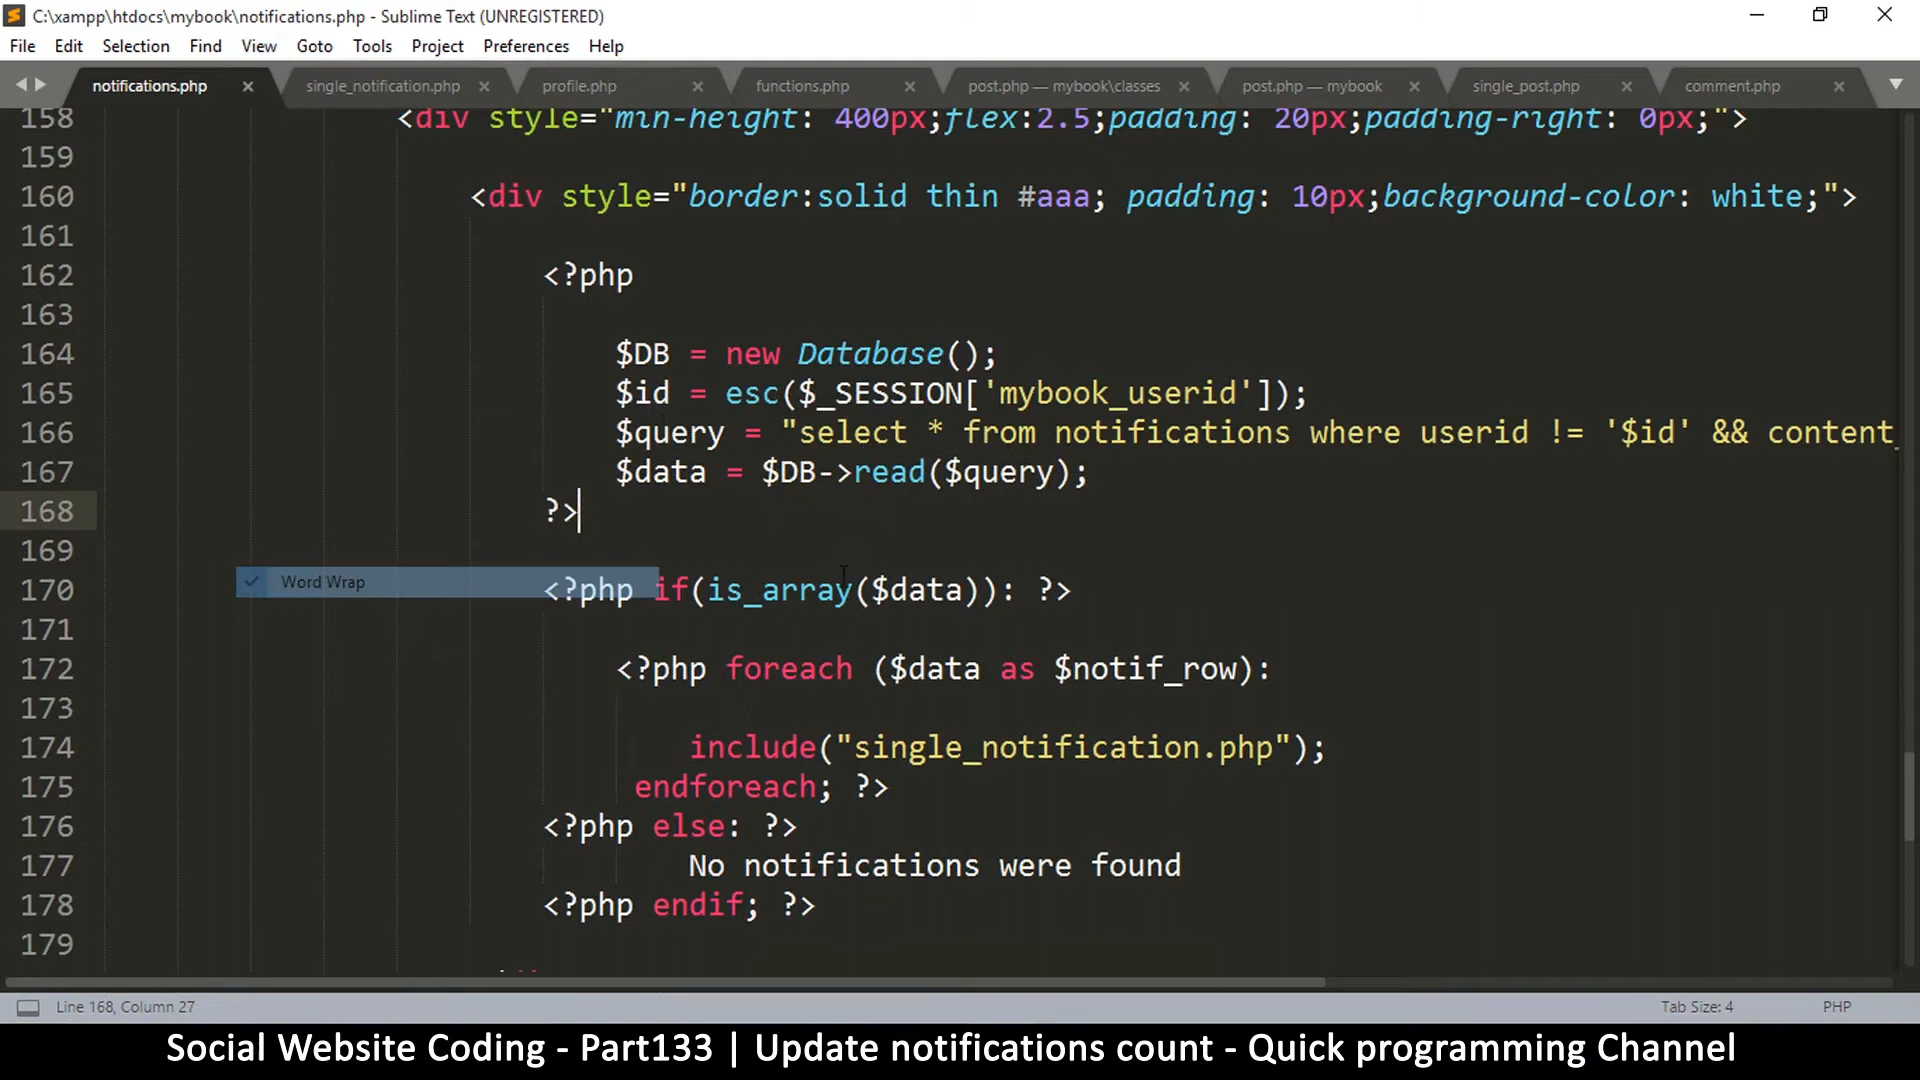 C:\xampp\htdocs\mybook\notifications.php - Sublime Text (UNREGISTERED)
File Edit Selection Find View Goto Tools Project Preferences Help
notifications.php single_notification.php profile.php functions.php post.php — mybook\classes post.php — mybook single_post.php comment.php
158 <div style="min-height: 400px;flex:2.5;padding: 20px;padding-right: 0px;">
159
160 <div style="border:solid thin #aaa; padding: 10px;background-color: white;">
161
162 <?php
163
164 $DB = new Database();
165 $id = esc($_SESSION['mybook_userid']);
166 $query = "select * from notifications where userid != '$id' && content_
167 $data = $DB->read($query);
168 ?>
169
Word Wrap
170 <?php if(is_array($data)): ?>
171
172 <?php foreach ($data as $notif_row):
173
174 include("single_notification.php");
175 endforeach; ?>
176 <?php else: ?>
177 No notifications were found
178 <?php endif; ?>
179
Line 168, Column 27 Tab Size: 4 PHP
Social Website Coding - Part133 | Update notifications count - Quick programming Channel